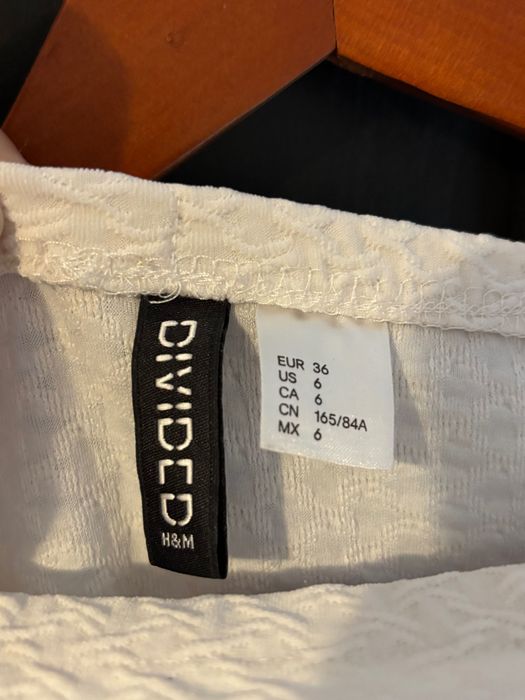 DIVIDED
H&M
EUR 36
US 6
CA 6
CN 165/84A
MX 6